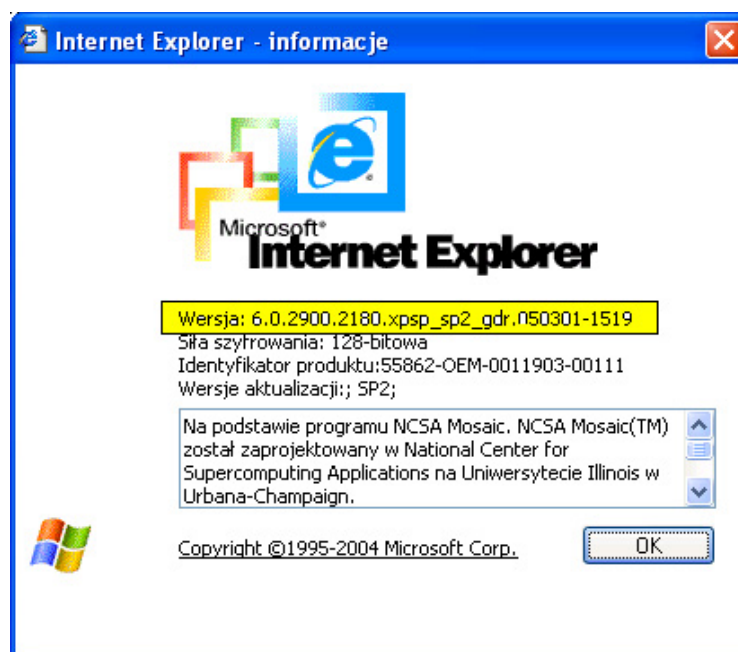 Internet Explorer - informacje
Microsoft®
Internet Explorer
Wersja: 6.0.2900.2180.xpsp_sp2_gdr.050301-1519
Siła szyfrowania: 128-bitowa
Identyfikator produktu:55862-OEM-0011903-00111
Wersje aktualizacji:; SP2;
Na podstawie programu NCSA Mosaic. NCSA Mosaic(TM)
został zaprojektowany w National Center for
Supercomputing Applications na Uniwersytecie Illinois w
Urbana-Champaign.
Copyright ©1995-2004 Microsoft Corp.
OK